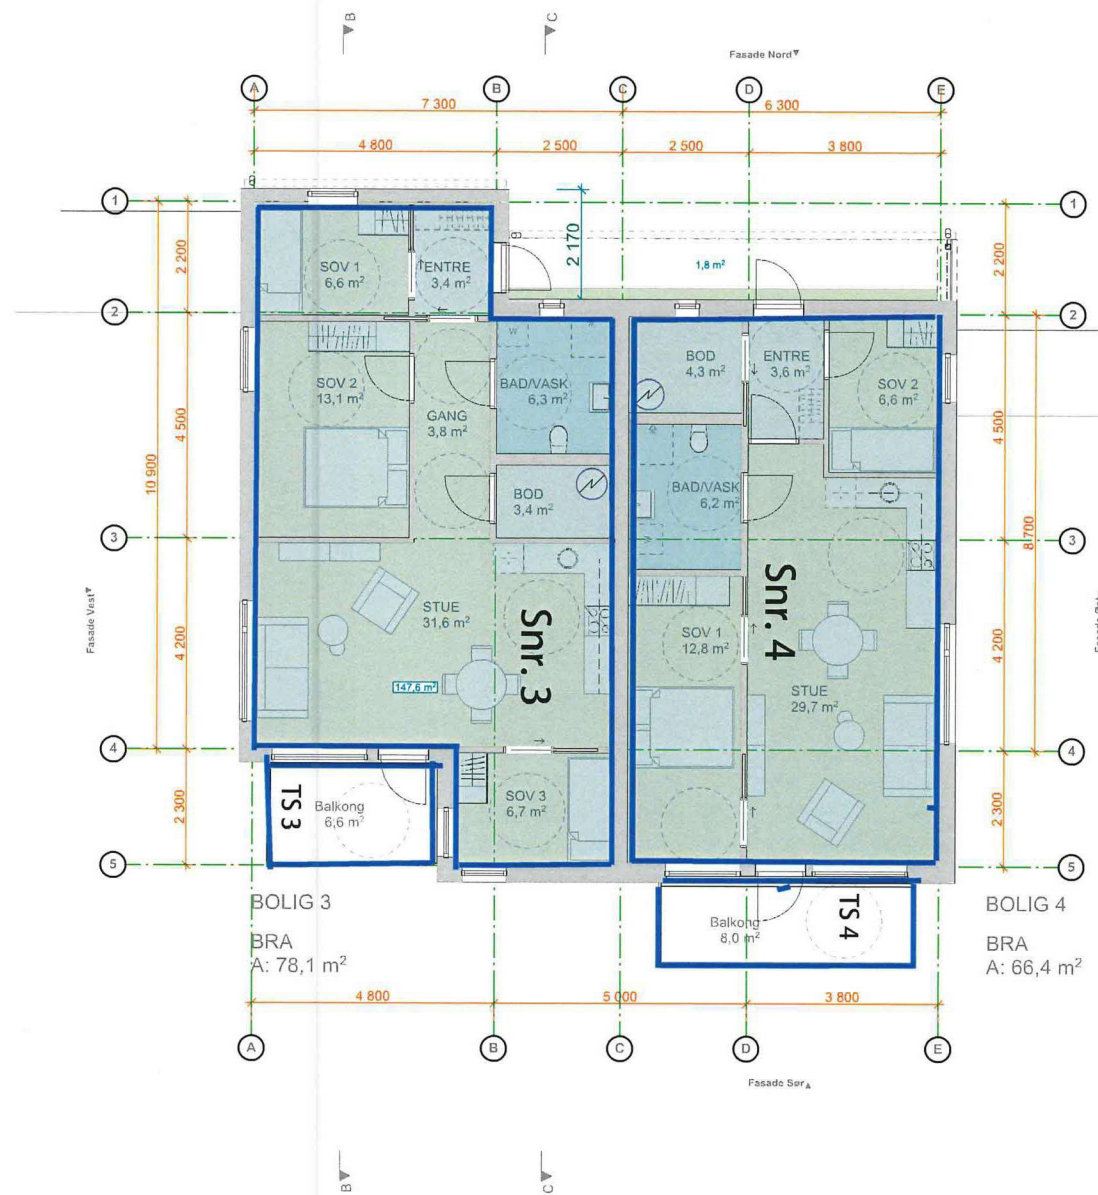 B
C
Fasade Nord
A
B
C
D
E
7 300
6 300
4 800
2 500
2 500
3 800
1
1
2 200
2 170
1,8 m²
2 200
SOV 1
6,6 m²
ENTRE
3,4 m²
2
2
BOD
4,3 m²
ENTRE
3,6 m²
SOV 2
6,6 m²
SOV 2
13,1 m²
BAD/VASK
6,3 m²
GANG
3,8 m²
4 500
4 500
10 900
8 700
BAD/VASK
6,2 m²
BOD
3,4 m²
3
3
Fasade Vest
STUE
31,6 m²
Snr. 3
Snr. 4
SOV 1
12,8 m²
4 200
4 200
147,6 m²
STUE
29,7 m²
4
4
TS 3
Balkong
6,6 m²
SOV 3
6,7 m²
2 300
2 300
5
5
BOLIG 3
BRA
A: 78,1 m²
Balkong
8,0 m²
TS 4
BOLIG 4
BRA
A: 66,4 m²
4 800
5 000
3 800
A
B
C
D
E
Fasade Sør
B
C